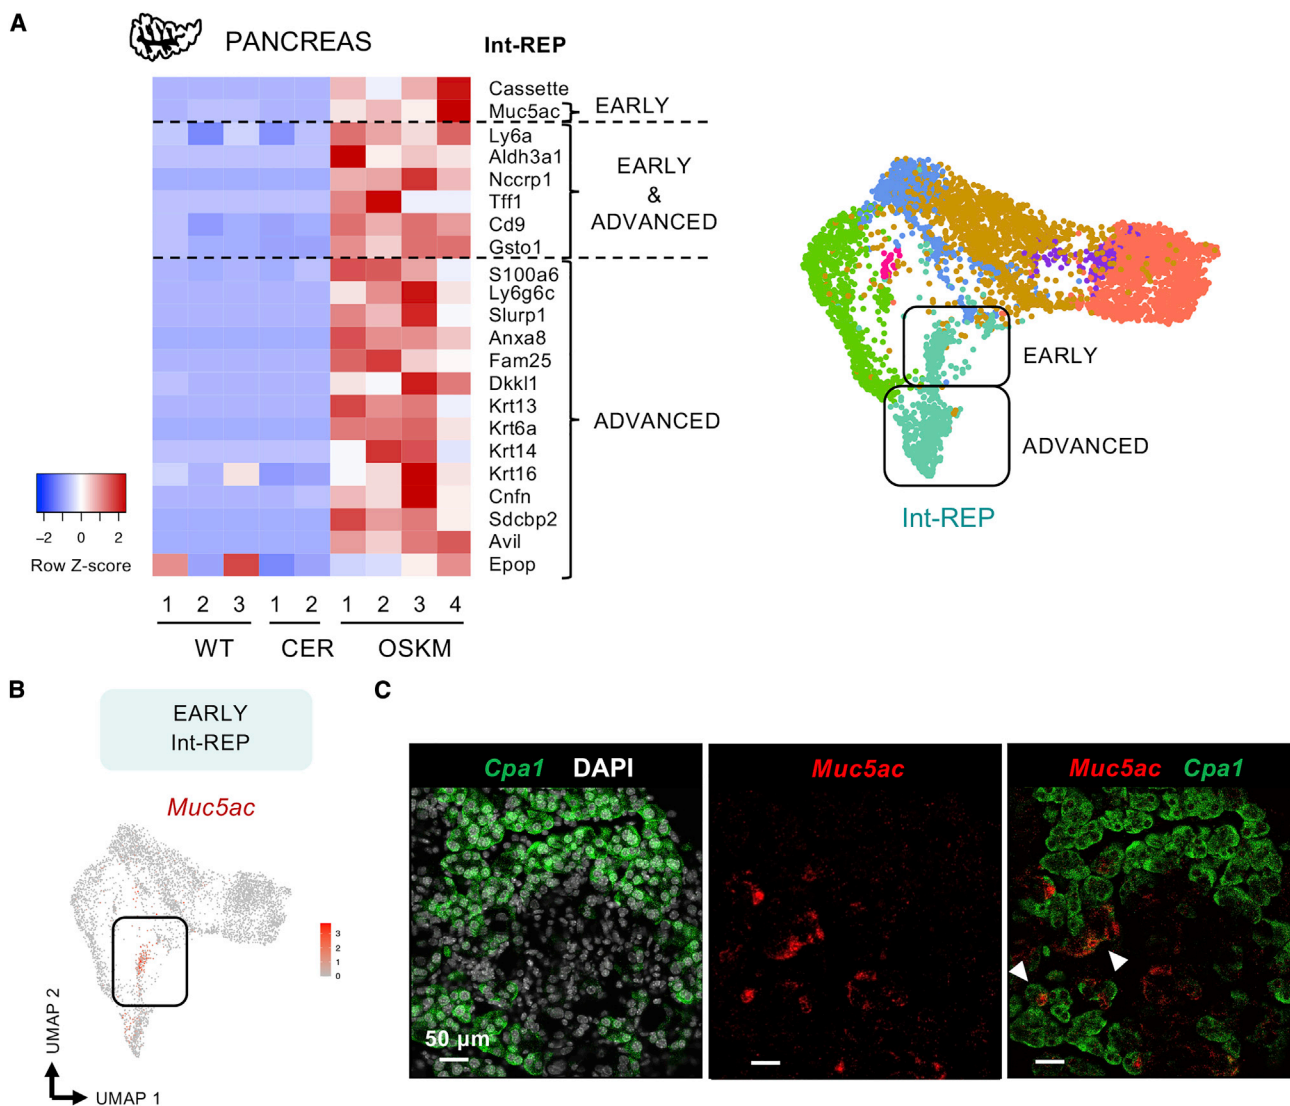 A
PANCREAS
Int-REP
Cassette
Muc5ac
EARLY
Ly6a
Aldh3a1
Nccrp1
Tff1
Cd9
Gsto1
EARLY
&
ADVANCED
S100a6
Ly6g6c
Slurp1
Anxa8
Fam25
Dkkl1
Krt13
Krt6a
Krt14
Krt16
Cnfn
Sdcbp2
Avil
Epop
ADVANCED
−2 0 2
Row Z-score
1 2 3 1 2 1 2 3 4
WT CER OSKM
EARLY
ADVANCED
Int-REP
B
EARLY
Int-REP
Muc5ac
3
2
1
0
UMAP 2
UMAP 1
C
Cpa1 DAPI
50 µm
Muc5ac
Muc5ac Cpa1